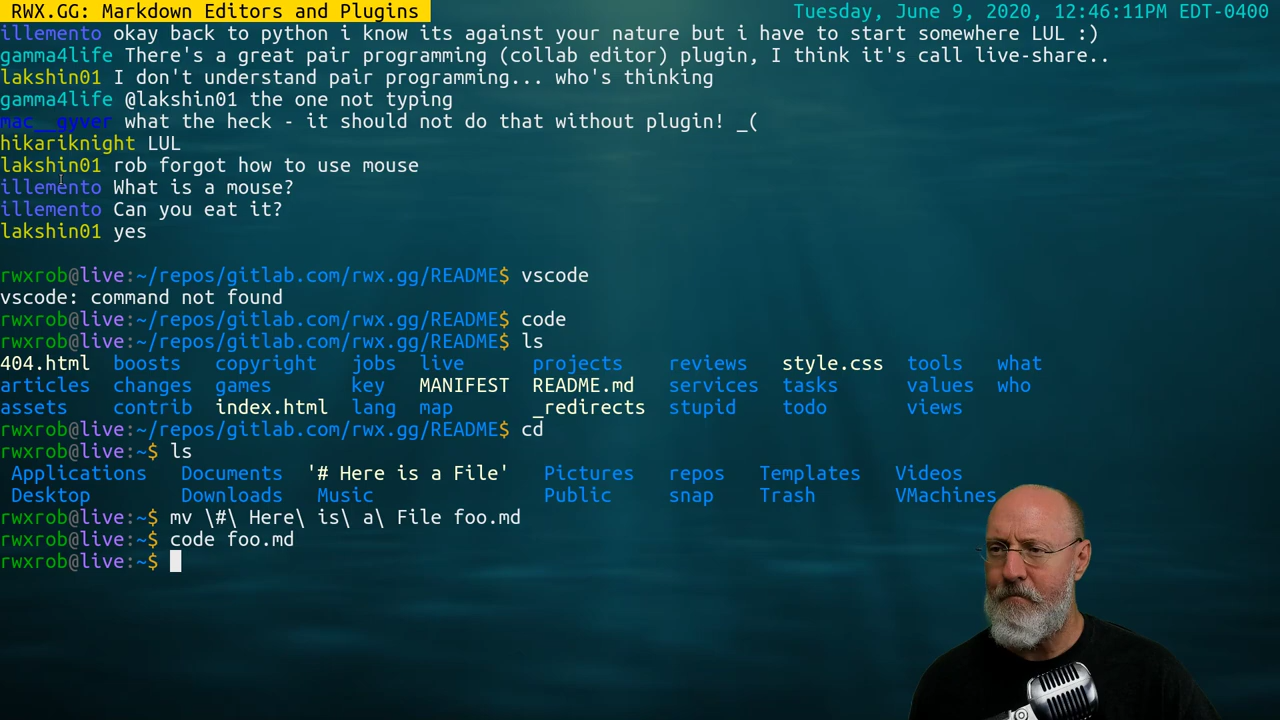 RWX.GG: Markdown Editors and Plugins
Tuesday, June 9, 2020, 12:46:11PM EDT-0400
illemento okay back to python i know its against your nature but i have to start somewhere LUL :)
gamma4life There's a great pair programming (collab editor) plugin, I think it's call live-share..
lakshin01 I don't understand pair programming... who's thinking
gamma4life @lakshin01 the one not typing
mac__gyver what the heck - it should not do that without plugin! _(
hikariknight LUL
lakshin01 rob forgot how to use mouse
illemento What is a mouse?
illemento Can you eat it?
lakshin01 yes
rwxrob@live:~/repos/gitlab.com/rwx.gg/README$ vscode
vscode: command not found
rwxrob@live:~/repos/gitlab.com/rwx.gg/README$ code
rwxrob@live:~/repos/gitlab.com/rwx.gg/README$ ls
404.html boosts copyright jobs live projects reviews style.css tools what
articles changes games key MANIFEST README.md services tasks values who
assets contrib index.html lang map _redirects stupid todo views
rwxrob@live:~/repos/gitlab.com/rwx.gg/README$ cd
rwxrob@live:~$ ls
Applications Documents '# Here is a File' Pictures repos Templates Videos
Desktop Downloads Music Public snap Trash VMachines
rwxrob@live:~$ mv \#\ Here\ is\ a\ File foo.md
rwxrob@live:~$ code foo.md
rwxrob@live:~$